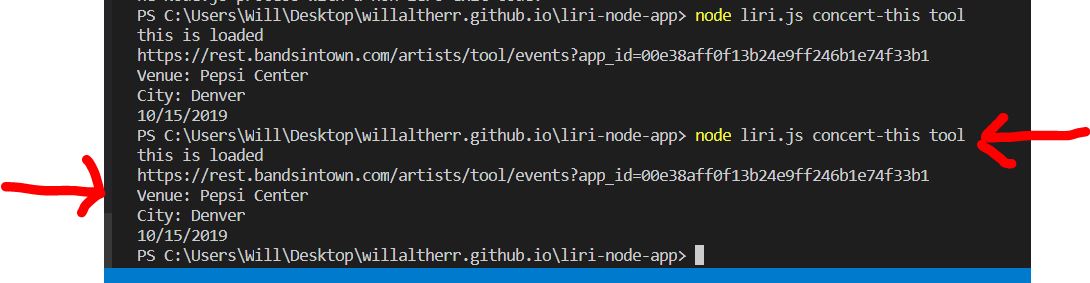 PS C:\Users\Will\Desktop\willaltherr.github.io\liri-node-app> node liri.js concert-this tool
this is loaded
https://rest.bandsintown.com/artists/tool/events?app_id=00e38aff0f13b24e9ff246b1e74f33b1
Venue: Pepsi Center
City: Denver
10/15/2019
PS C:\Users\Will\Desktop\willaltherr.github.io\liri-node-app> node liri.js concert-this tool
this is loaded
https://rest.bandsintown.com/artists/tool/events?app_id=00e38aff0f13b24e9ff246b1e74f33b1
Venue: Pepsi Center
City: Denver
10/15/2019
PS C:\Users\Will\Desktop\willaltherr.github.io\liri-node-app>